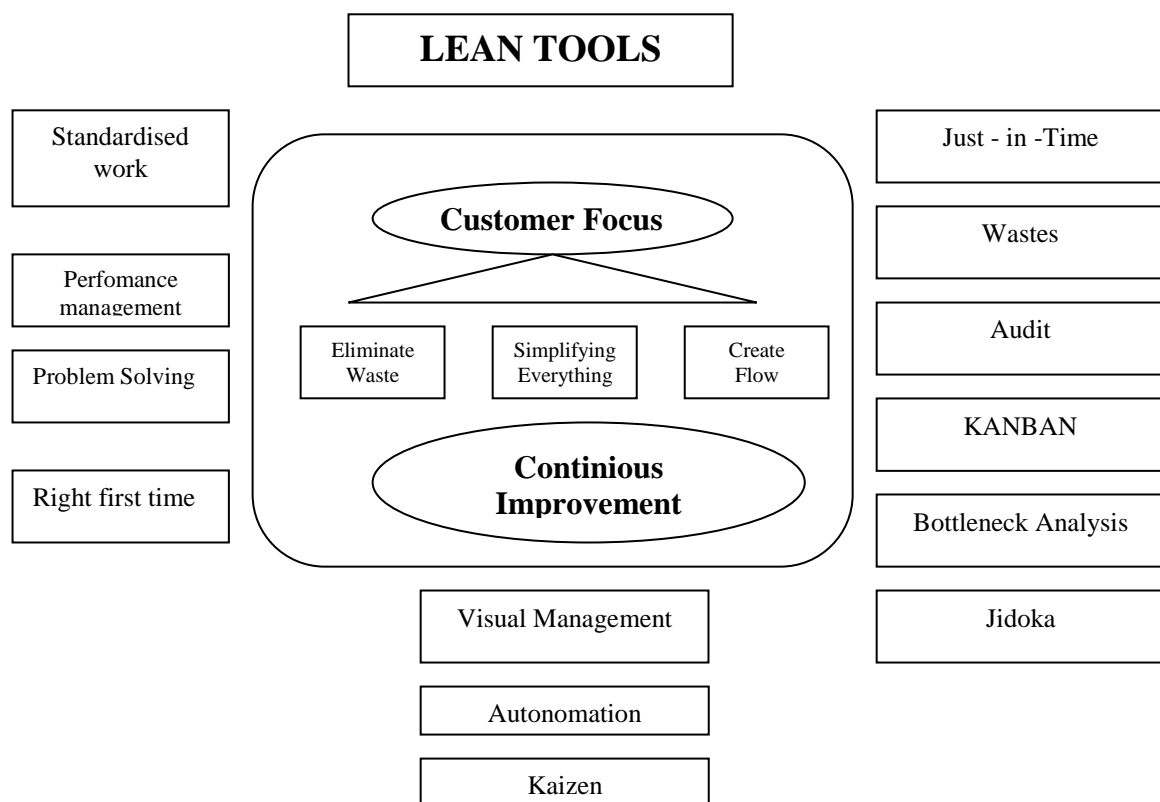 LEAN TOOLS
Standardised
work
Perfomance
management
Problem Solving
Right first time
Customer Focus
Eliminate
Waste
Simplifying
Everything
Create
Flow
Continious
Improvement
Visual Management
Autonomation
Kaizen
Just - in -Time
Wastes
Audit
KANBAN
Bottleneck Analysis
Jidoka